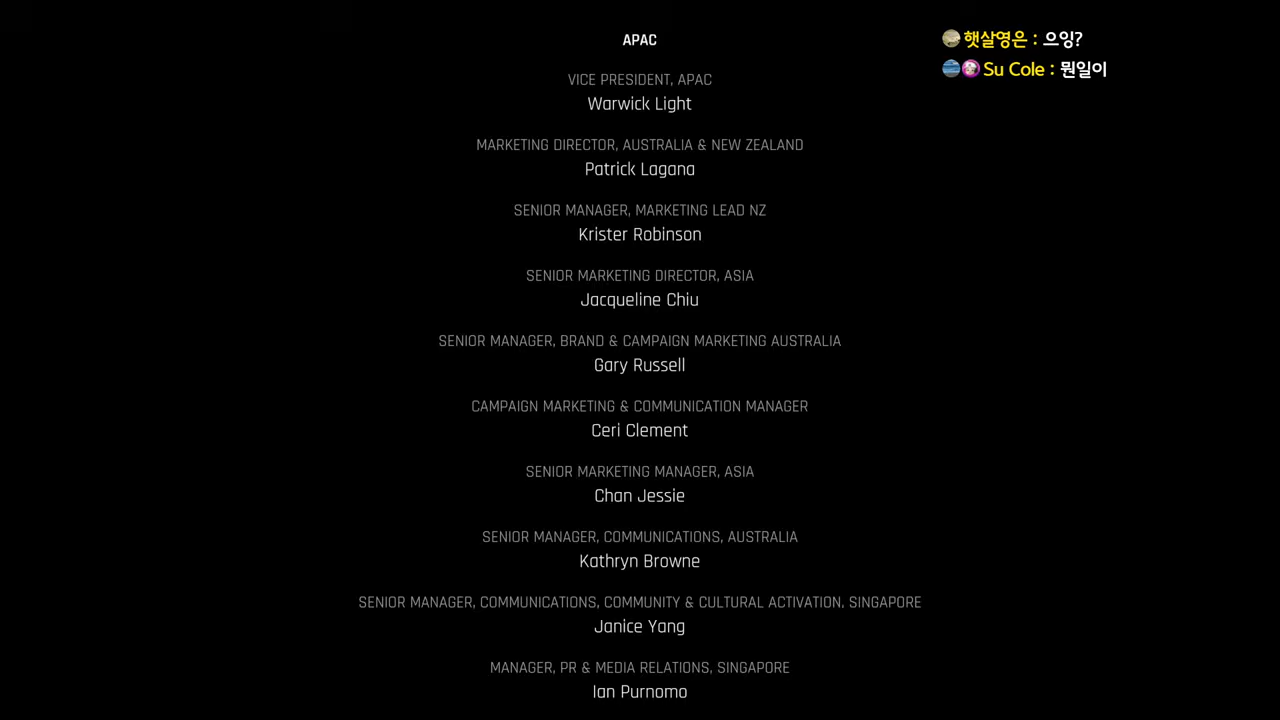 APAC
VICE PRESIDENT, APAC
Warwick Light
MARKETING DIRECTOR, AUSTRALIA & NEW ZEALAND
Patrick Lagana
SENIOR MANAGER, MARKETING LEAD NZ
Krister Robinson
SENIOR MARKETING DIRECTOR, ASIA
Jacqueline Chiu
SENIOR MANAGER, BRAND & CAMPAIGN MARKETING AUSTRALIA
Gary Russell
CAMPAIGN MARKETING & COMMUNICATION MANAGER
Ceri Clement
SENIOR MARKETING MANAGER, ASIA
Chan Jessie
SENIOR MANAGER, COMMUNICATIONS, AUSTRALIA
Kathryn Browne
SENIOR MANAGER, COMMUNICATIONS, COMMUNITY & CULTURAL ACTIVATION, SINGAPORE
Janice Yang
MANAGER, PR & MEDIA RELATIONS, SINGAPORE
Ian Purnomo
햇살영은 : 으잉?
Su Cole : 뭔일이